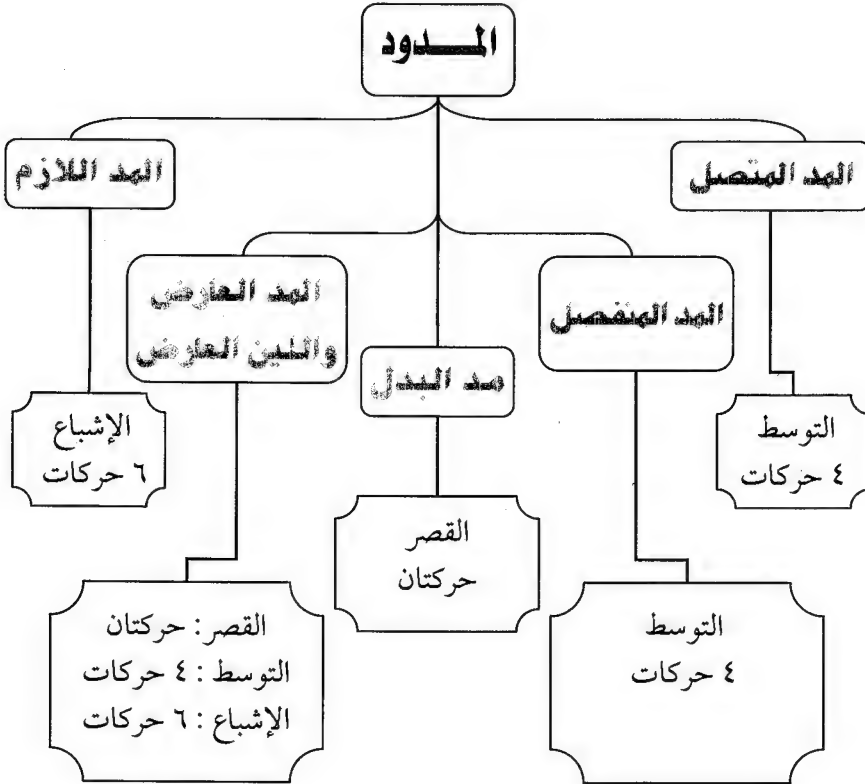 المدود
المد المتصل
المد المنفصل
مد البدل
المد العارض
واللين العارض
المد اللازم
التوسط
٤ حركات
التوسط
٤ حركات
القصر
حركتان
القصر : حركتان
التوسط : ٤ حركات
الإشباع : ٦ حركات
الإشباع
٦ حركات